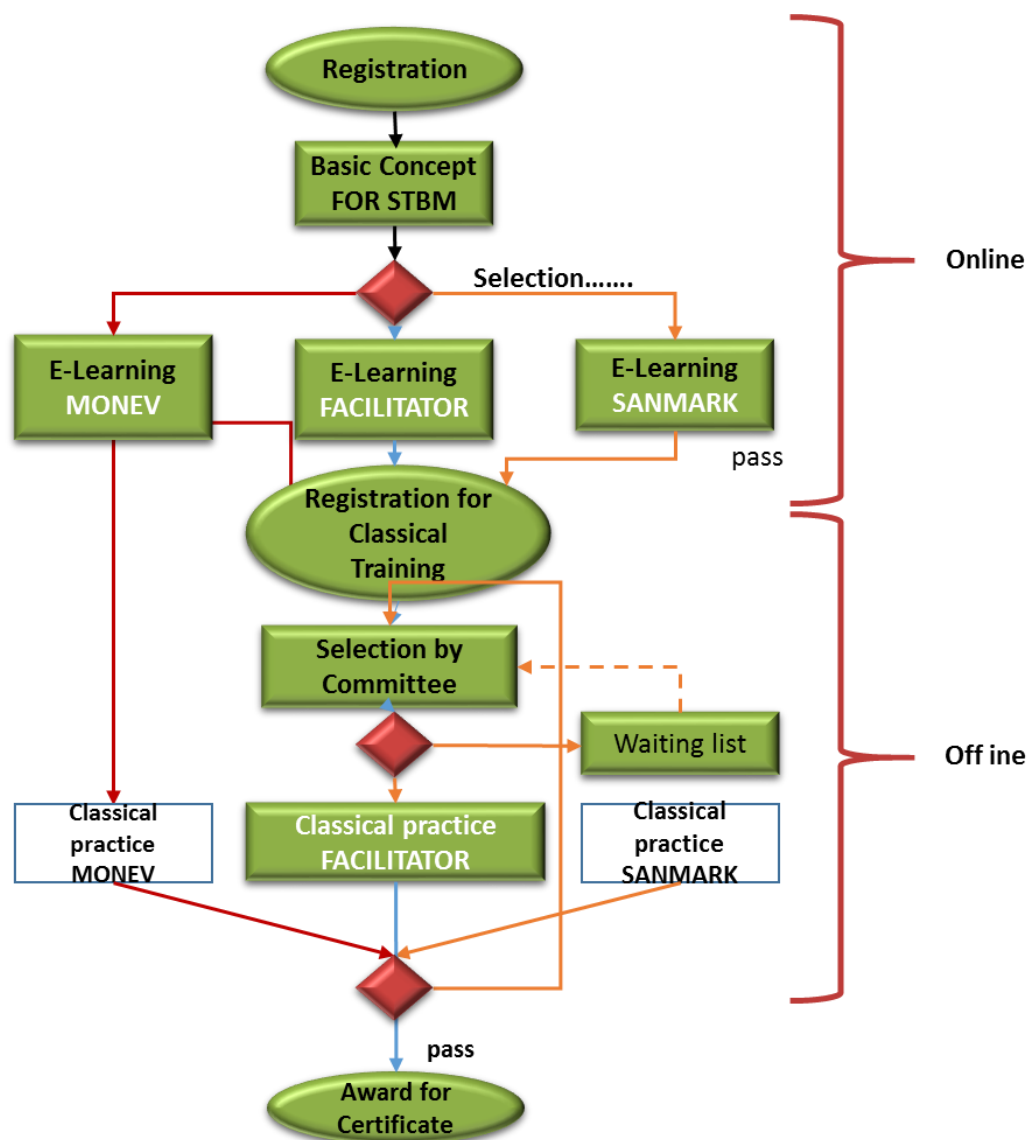 Registration
Basic Concept
FOR STBM
Online
Selection…….
E-Learning
MONEV
E-Learning
FACILITATOR
E-Learning
SANMARK
pass
Registration for
Classical
Training
Selection by
Committee
Waiting list
Off ine
Classical
practice
MONEV
Classical practice
FACILITATOR
Classical
practice
SANMARK
pass
Award for
Certificate